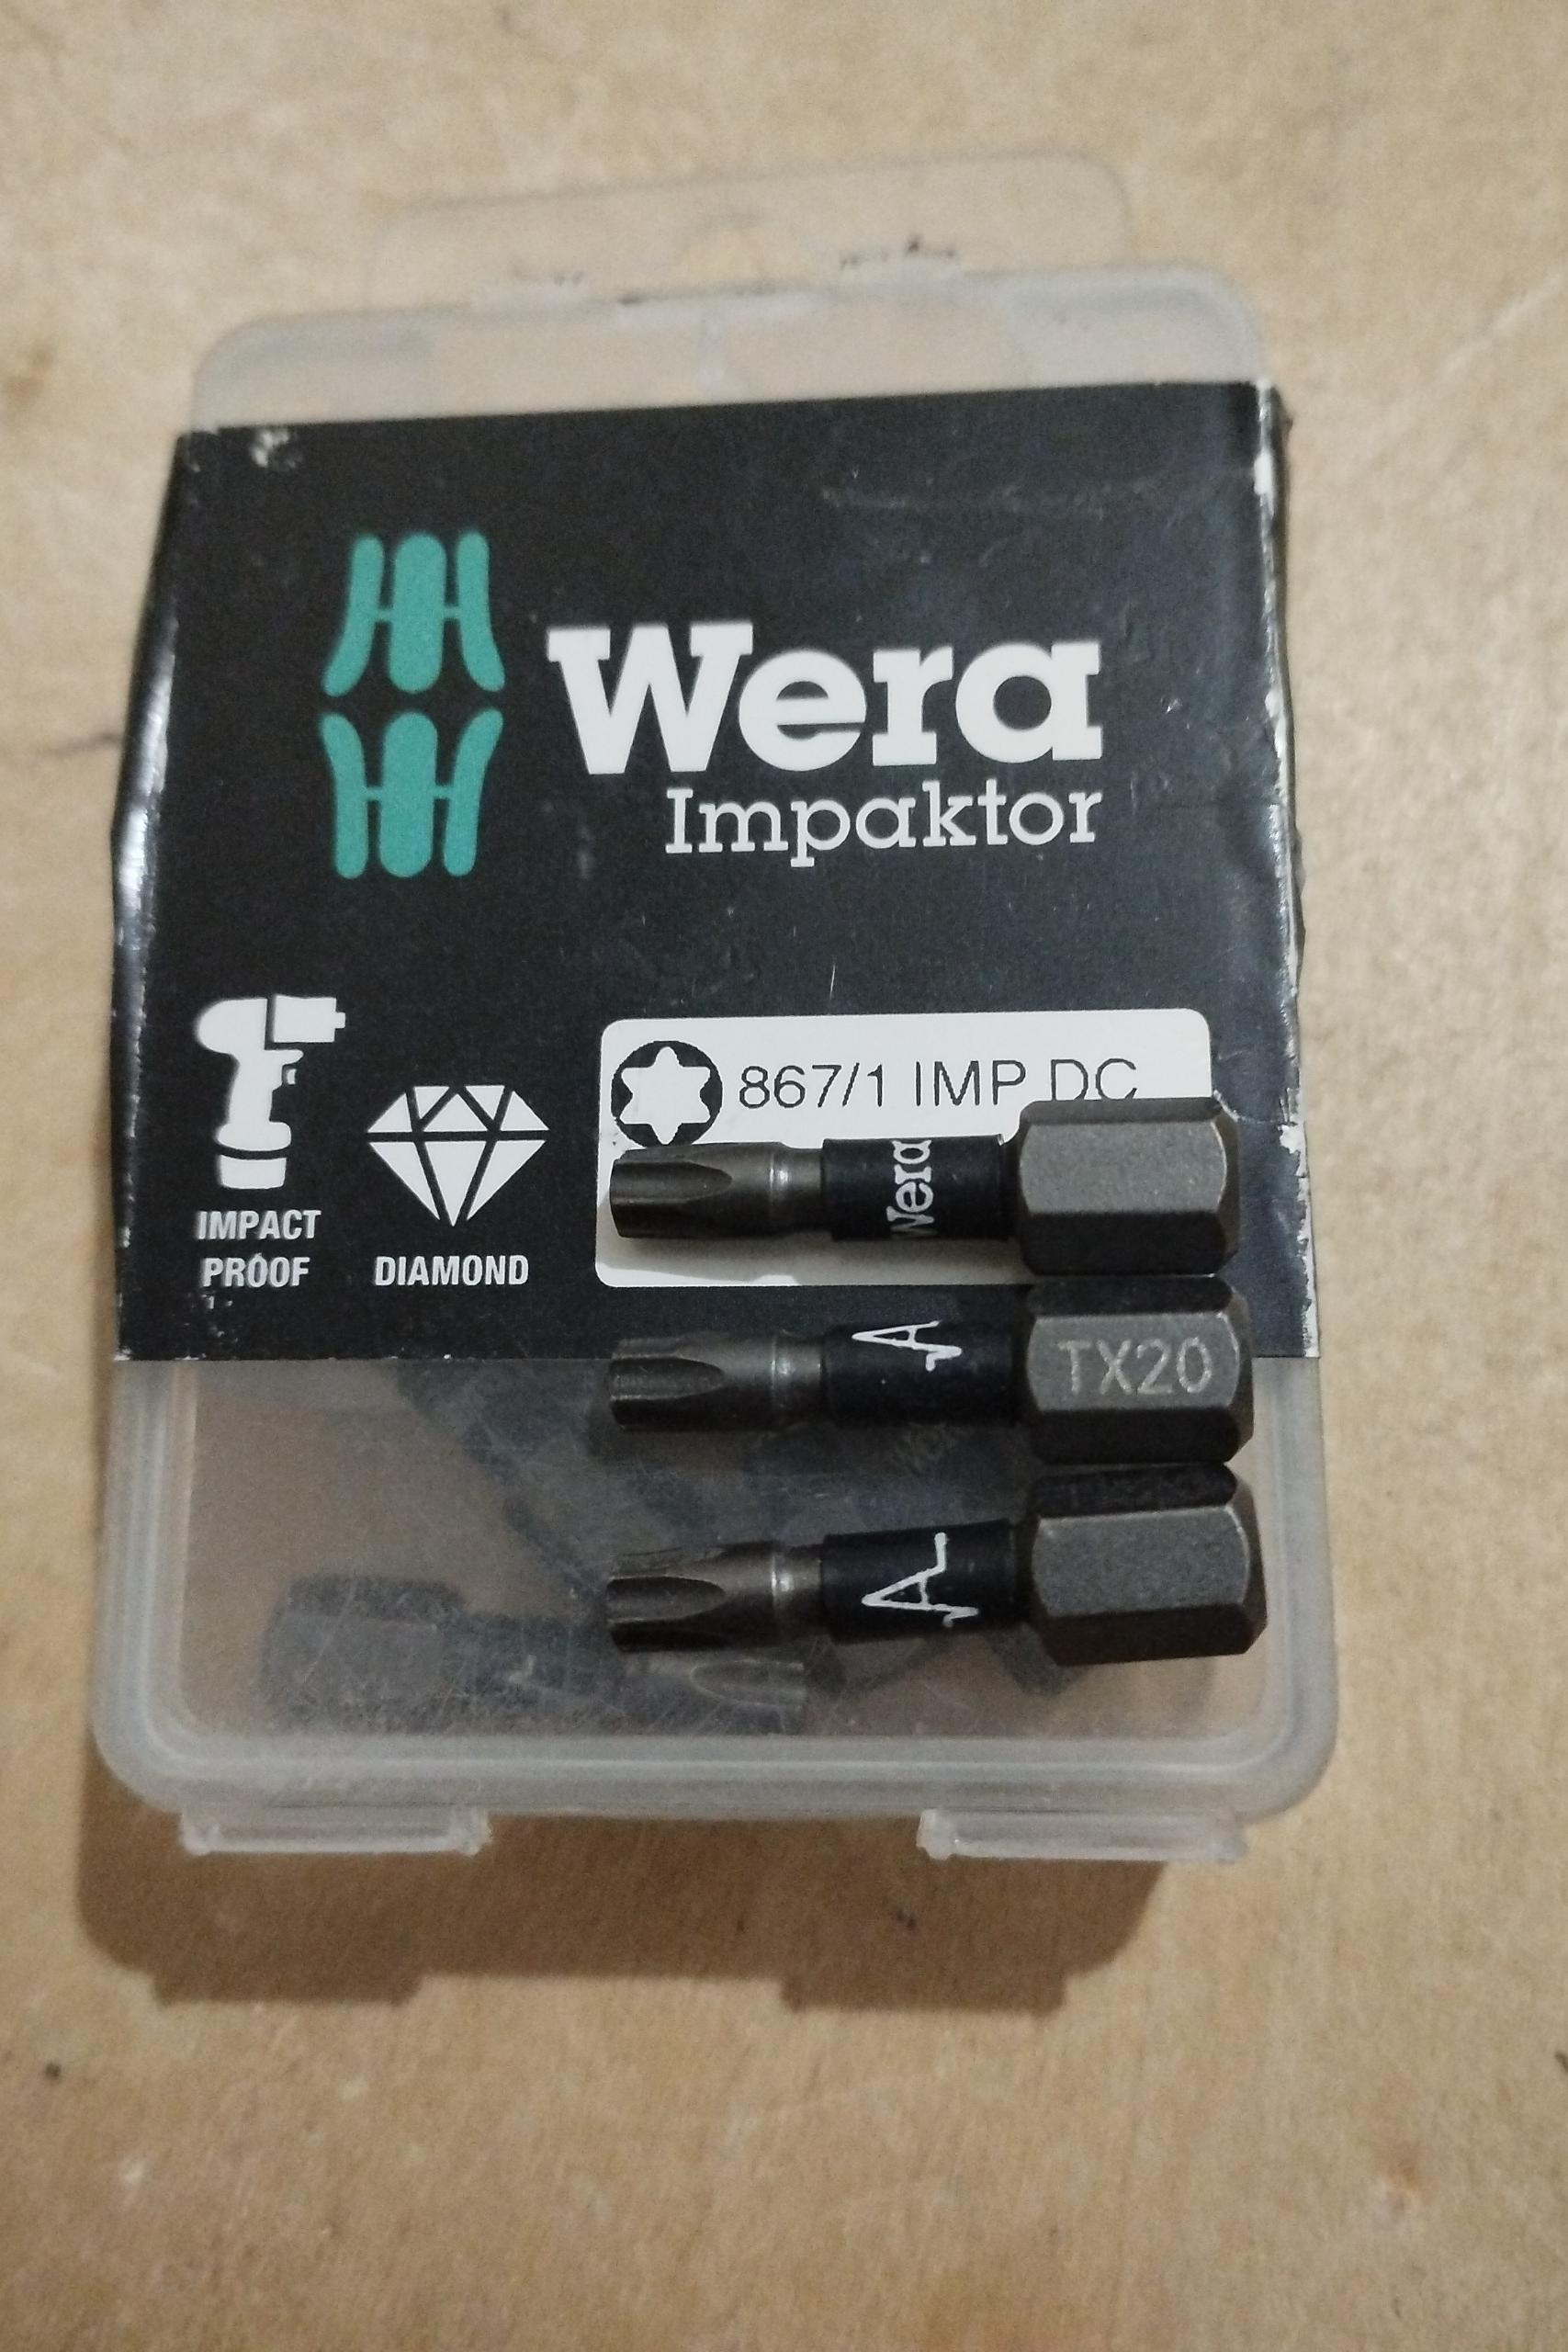 Wera
Impaktor
867/1 IMP DC
IMPACT
PROOF
DIAMOND
Wera
TX20